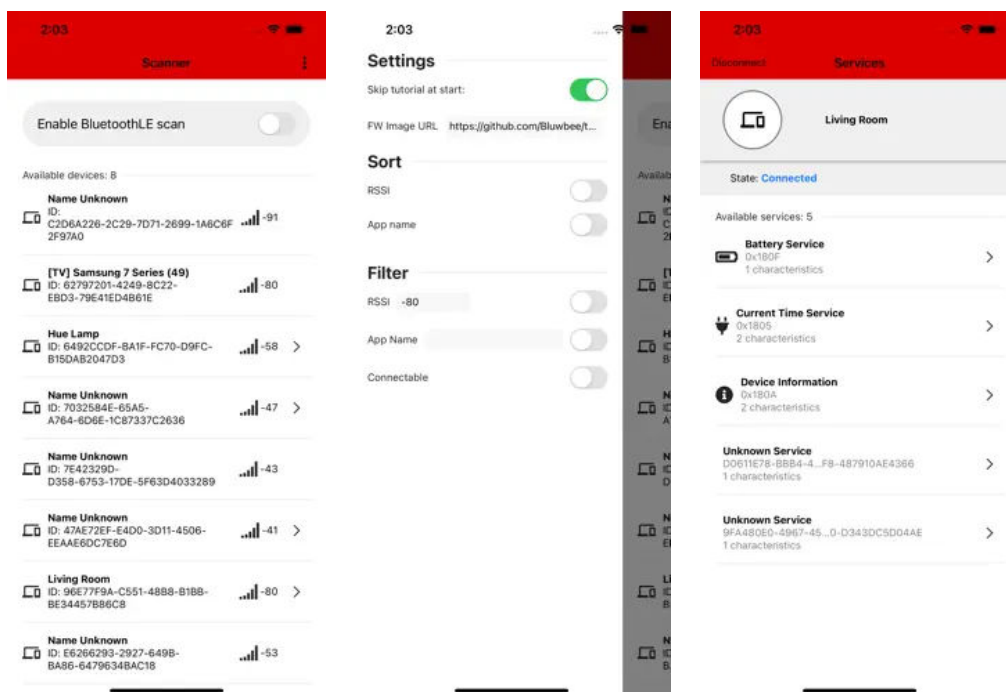 2:03
Scanner
Enable BluetoothLE scan
Available devices: 8
Name Unknown
ID:
C2D6A226-2C29-7D71-2699-1A6C6F
2F97A0
-91
[TV] Samsung 7 Series (49)
ID: 62797201-4249-8C22-
EBD3-79E41ED4B61E
-80
Hue Lamp
ID: 6492CCDF-BA1F-FC70-D9FC-
B15DAB2047D3
-58
Name Unknown
ID: 7032584E-65A5-
A764-6D6E-1C87337C2636
-47
Name Unknown
ID: 7E42329D-
D358-6753-17DE-5F63D4033289
-43
Name Unknown
ID: 47AE72EF-E4D0-3D11-4506-
EEAAE6DC7E6D
-41
Living Room
ID: 96E77F9A-C551-48B8-B1BB-
BE34457B86C8
-80
Name Unknown
ID: E6266293-2927-649B-
BA86-6479634BAC18
-53
2:03
Settings
Skip tutorial at start:
FW Image URL https://github.com/Bluwbee/t...
Sort
RSSI
App name
Filter
RSSI -80
App Name
Connectable
Ena
Availab
2:03
Disconnect
Services
Living Room
State: Connected
Available services: 5
Battery Service
0x180F
1 characteristics
Current Time Service
0x1805
2 characteristics
Device Information
0x180A
2 characteristics
Unknown Service
D0611E78-BBB4-4...F8-487910AE4366
1 characteristics
Unknown Service
9FA480E0-4967-45...0-D343DC5D04AE
1 characteristics